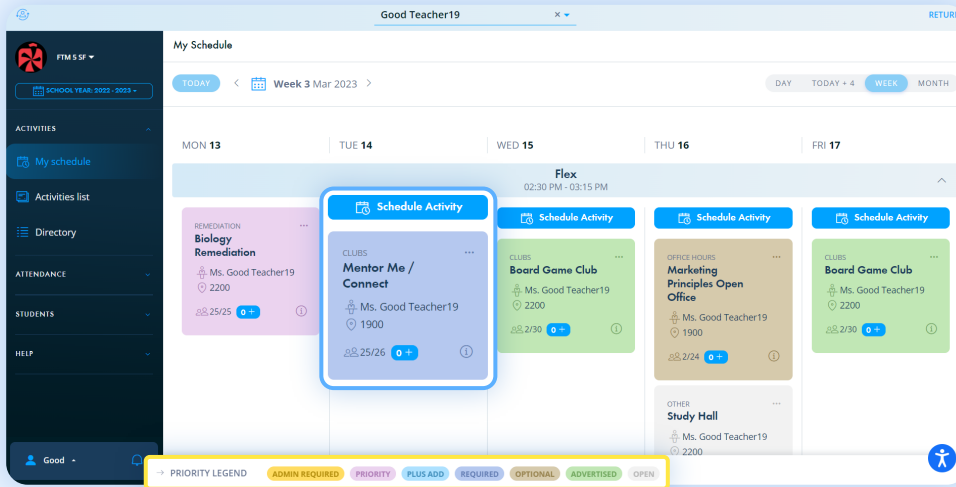 Good Teacher19
RETURN
FTM 5 SF
SCHOOL YEAR: 2022 - 2023
ACTIVITIES
My schedule
Activities list
Directory
ATTENDANCE
STUDENTS
HELP
Good
My Schedule
TODAY
Week 3 Mar 2023
DAY
TODAY + 4
WEEK
MONTH
MON 13
TUE 14
WED 15
THU 16
FRI 17
Flex
02:30 PM - 03:15 PM
REMEDIATION
Biology
Remediation
Ms. Good Teacher19
2200
25/25 0 +
Schedule Activity
CLUBS
Mentor Me /
Connect
Ms. Good Teacher19
1900
25/26 0 +
Schedule Activity
CLUBS
Board Game Club
Ms. Good Teacher19
2200
2/30 0 +
Schedule Activity
OFFICE HOURS
Marketing
Principles Open
Office
Ms. Good Teacher19
1900
2/24 0 +
OTHER
Study Hall
Ms. Good Teacher19
2200
Schedule Activity
CLUBS
Board Game Club
Ms. Good Teacher19
2200
2/30 0 +
PRIORITY LEGEND
ADMIN REQUIRED
PRIORITY
PLUS ADD
REQUIRED
OPTIONAL
ADVERTISED
OPEN